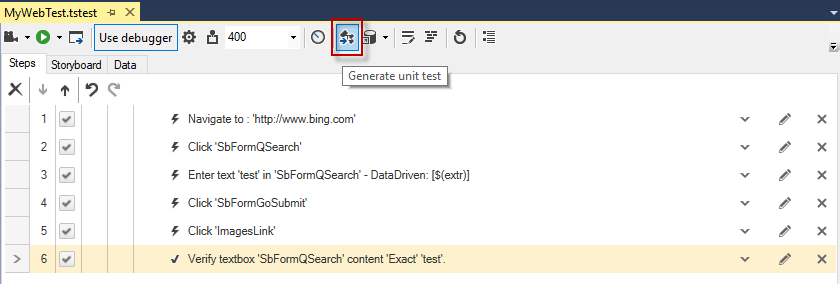 MyWebTest.tstest
Use debugger 400
Generate unit test
Steps Storyboard Data
1 Navigate to : 'http://www.bing.com'
2 Click 'SbFormQSearch'
3 Enter text 'test' in 'SbFormQSearch' - DataDriven: [$(extr)]
4 Click 'SbFormGoSubmit'
5 Click 'ImagesLink'
6 Verify textbox 'SbFormQSearch' content 'Exact' 'test'.